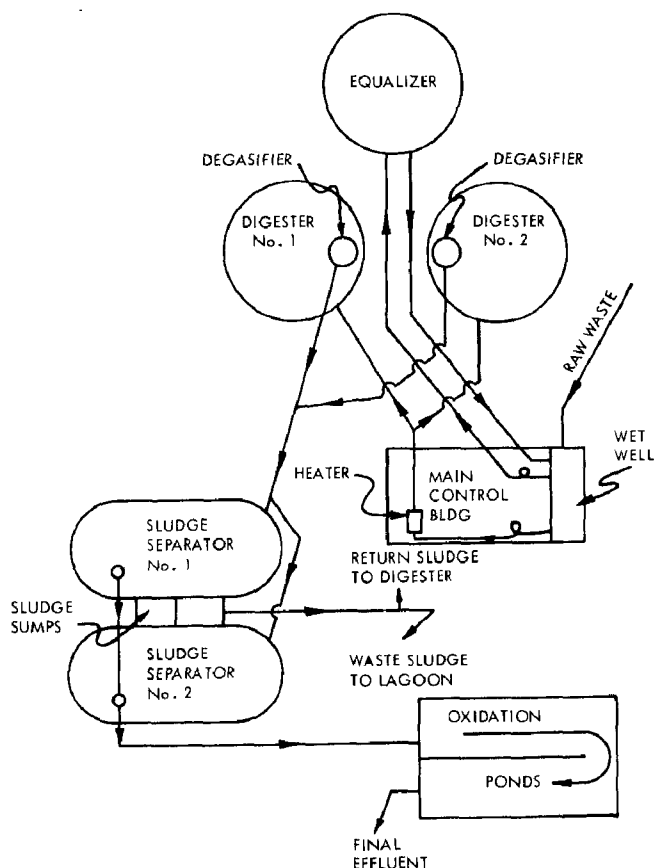 EQUALIZER
DEGASIFIER
DEGASIFIER
DIGESTER
No. 1
DIGESTER
No. 2
RAW WASTE
WET
WELL
HEATER
MAIN
CONTROL
BLDG
SLUDGE
SEPARATOR
No. 1
RETURN SLUDGE
TO DIGESTER
SLUDGE
SUMPS
SLUDGE
SEPARATOR
No. 2
WASTE SLUDGE
TO LAGOON
OXIDATION
PONDS
FINAL
EFFLUENT